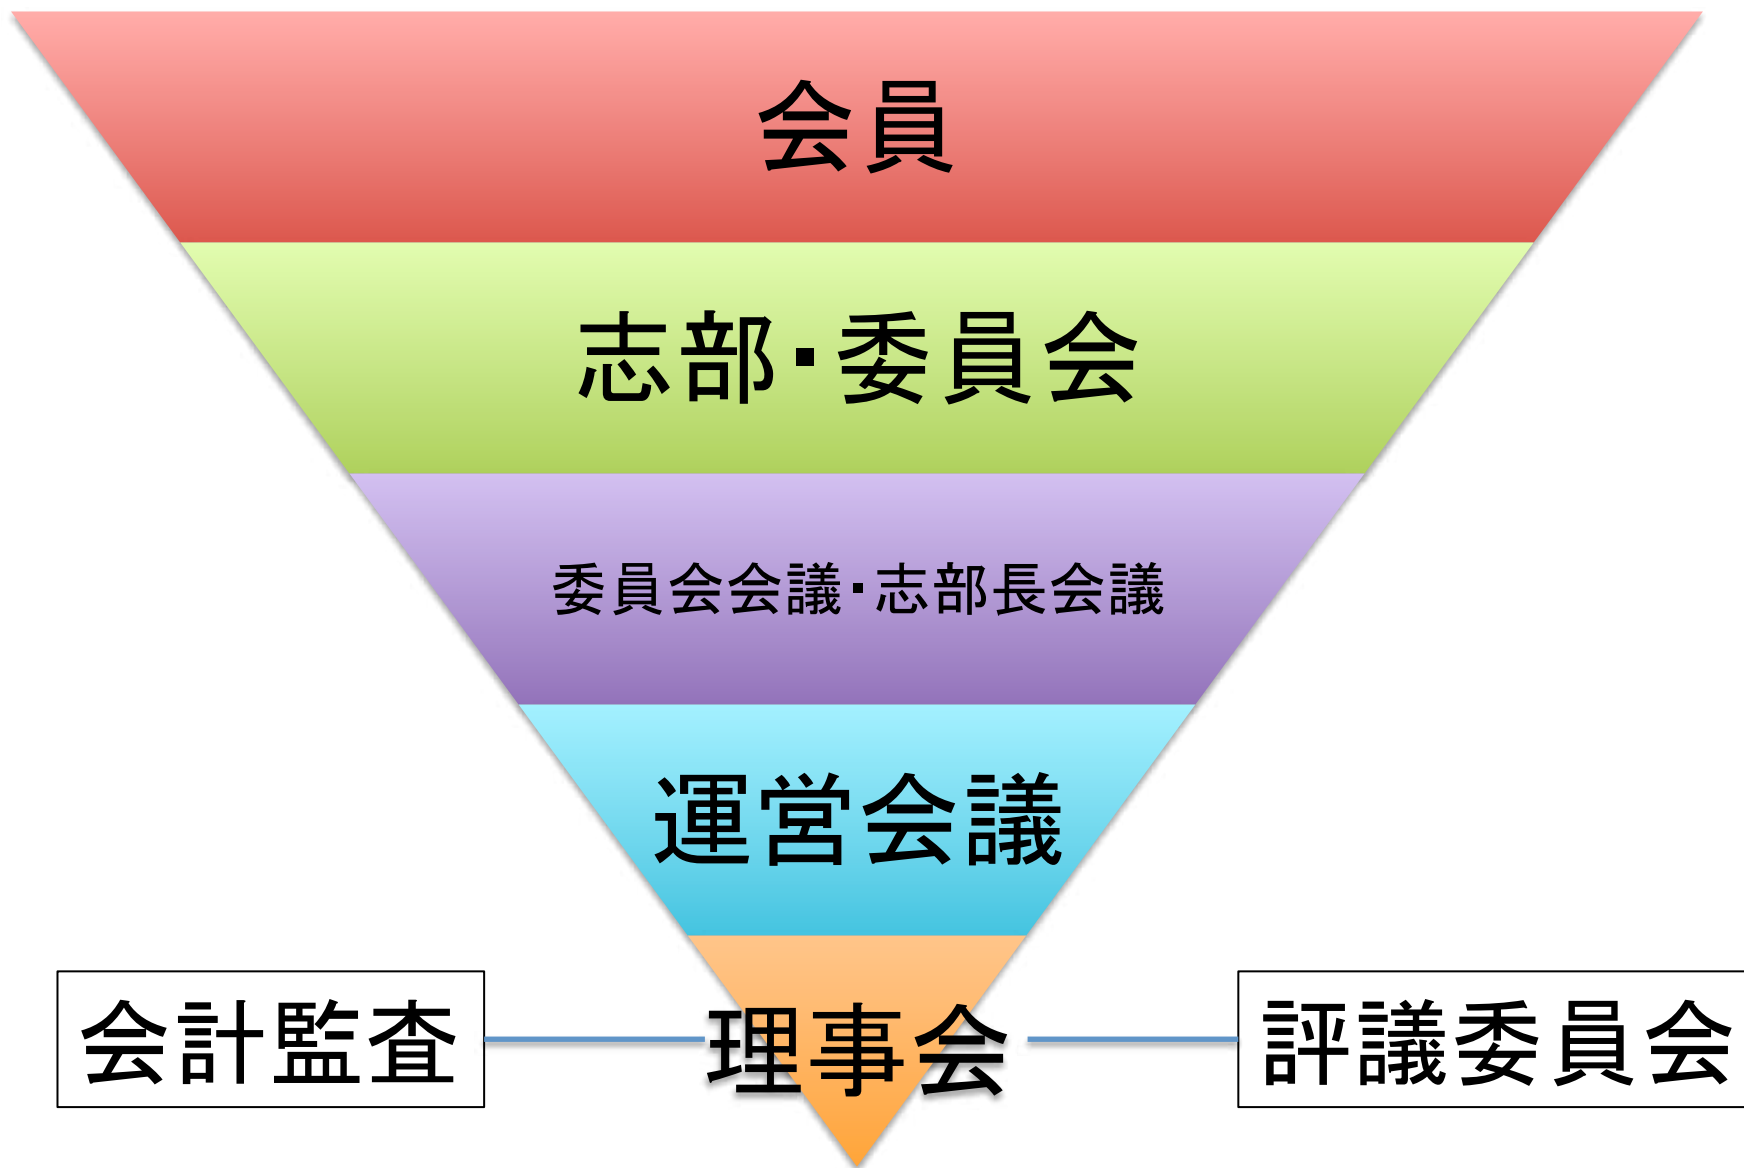 会員
志部・委員会
委員会会議・志部長会議
運営会議
会計監査
理事会
評議委員会